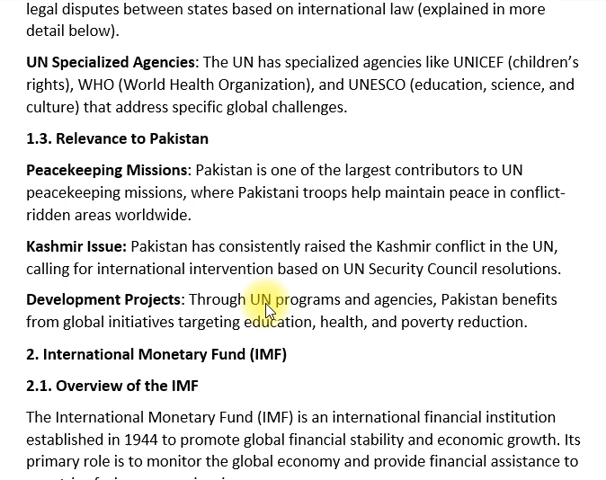 legal disputes between states based on international law (explained in more
detail below).
UN Specialized Agencies: The UN has specialized agencies like UNICEF (children’s
rights), WHO (World Health Organization), and UNESCO (education, science, and
culture) that address specific global challenges.
1.3. Relevance to Pakistan
Peacekeeping Missions: Pakistan is one of the largest contributors to UN
peacekeeping missions, where Pakistani troops help maintain peace in conflict-
ridden areas worldwide.
Kashmir Issue: Pakistan has consistently raised the Kashmir conflict in the UN,
calling for international intervention based on UN Security Council resolutions.
Development Projects: Through UN programs and agencies, Pakistan benefits
from global initiatives targeting education, health, and poverty reduction.
2. International Monetary Fund (IMF)
2.1. Overview of the IMF
The International Monetary Fund (IMF) is an international financial institution
established in 1944 to promote global financial stability and economic growth. Its
primary role is to monitor the global economy and provide financial assistance to